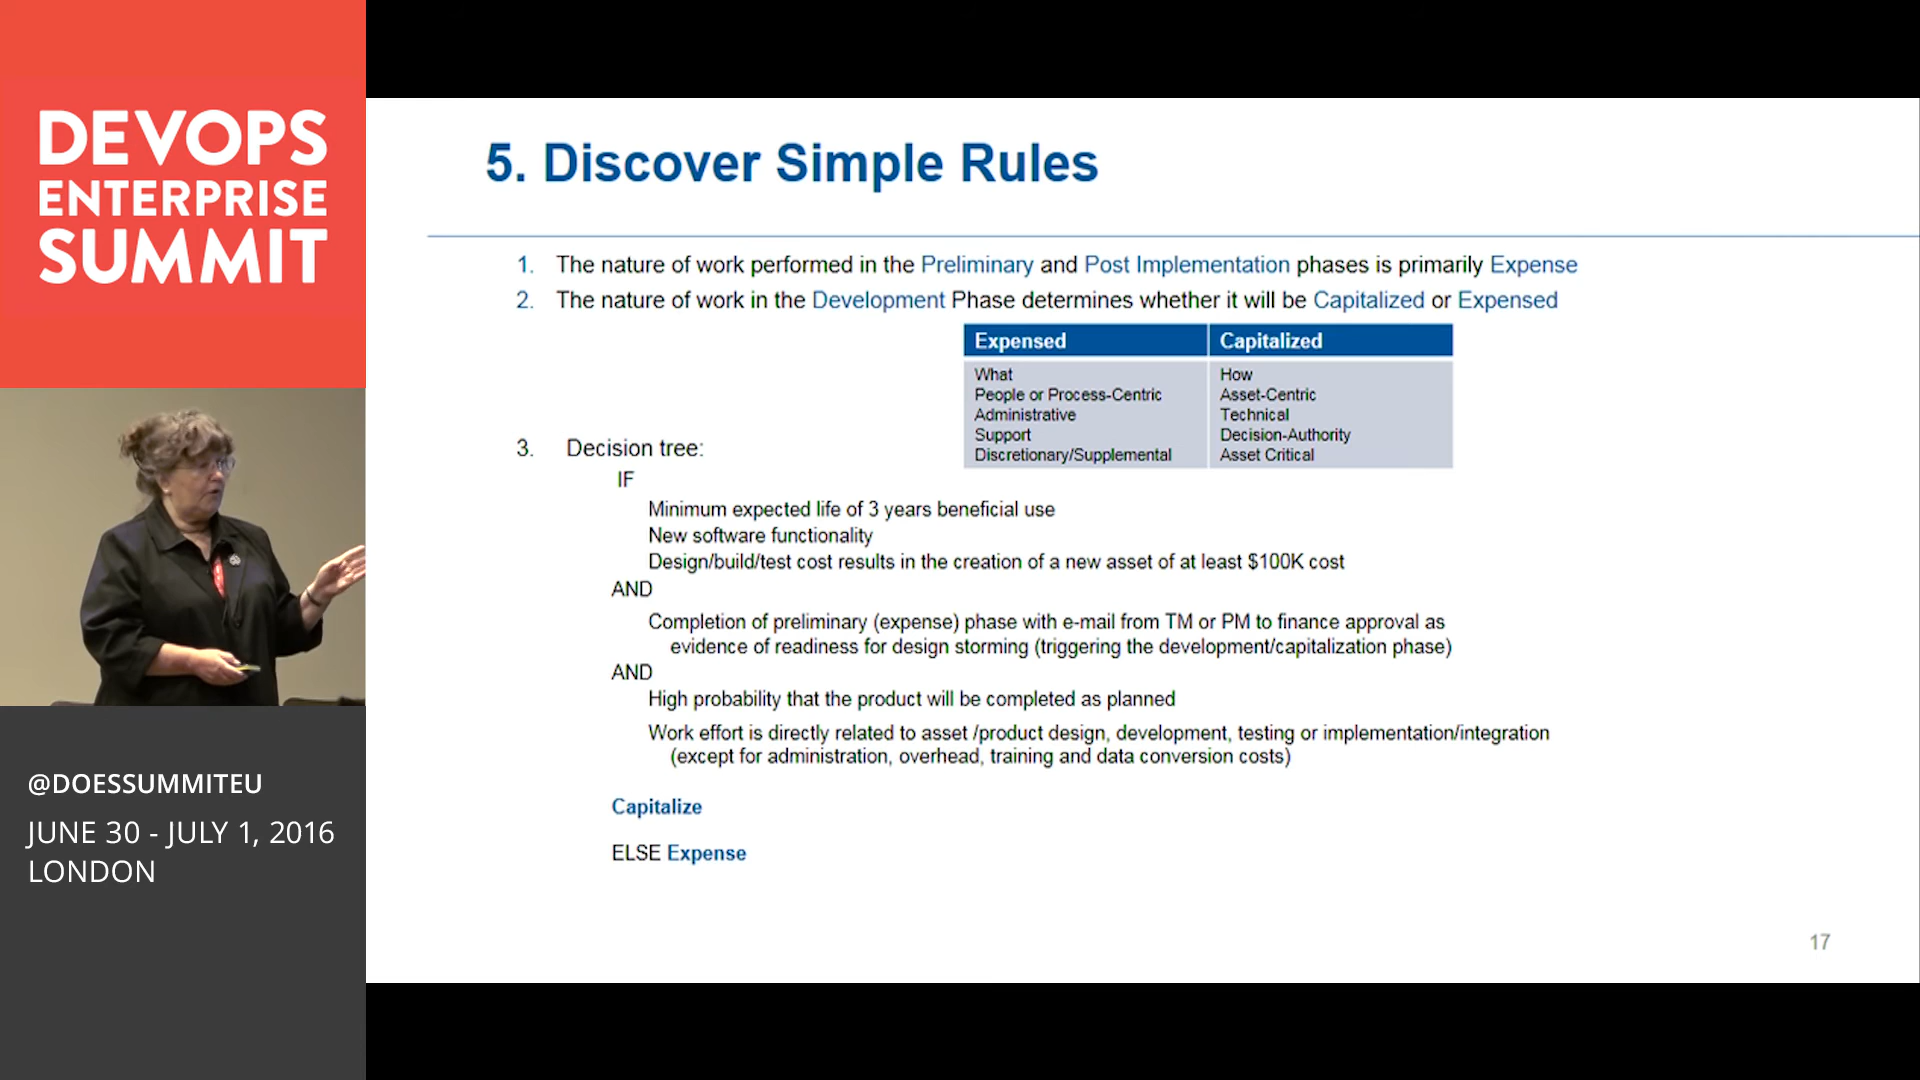 DEVOPS
ENTERPRISE
SUMMIT
@DOESSUMMITEU
JUNE 30 - JULY 1, 2016
LONDON
5. Discover Simple Rules
1. The nature of work performed in the Preliminary and Post Implementation phases is primarily Expense
2. The nature of work in the Development Phase determines whether it will be Capitalized or Expensed
Expensed Capitalized
What How
People or Process-Centric Asset-Centric
Administrative Technical
Support Decision-Authority
Discretionary/Supplemental Asset Critical
3. Decision tree:
IF
Minimum expected life of 3 years beneficial use
New software functionality
Design/build/test cost results in the creation of a new asset of at least $100K cost
AND
Completion of preliminary (expense) phase with e-mail from TM or PM to finance approval as
evidence of readiness for design storming (triggering the development/capitalization phase)
AND
High probability that the product will be completed as planned
Work effort is directly related to asset /product design, development, testing or implementation/integration
(except for administration, overhead, training and data conversion costs)
Capitalize
ELSE Expense
17